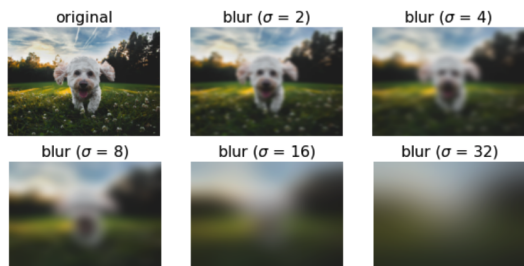 original
blur (σ = 2)
blur (σ = 4)
blur (σ = 8)
blur (σ = 16)
blur (σ = 32)